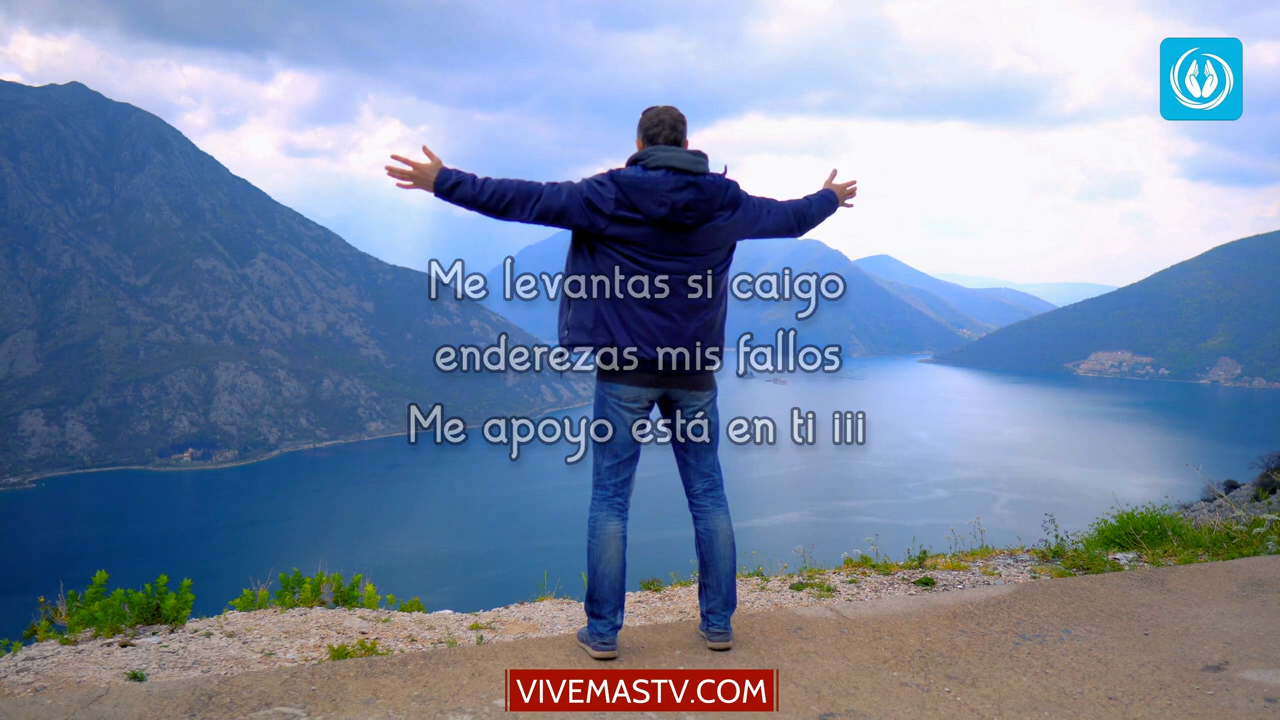 Me levantas si caigo
enderezas mis fallos
Me apoyo está en ti iii
VIVEMASTV.COM